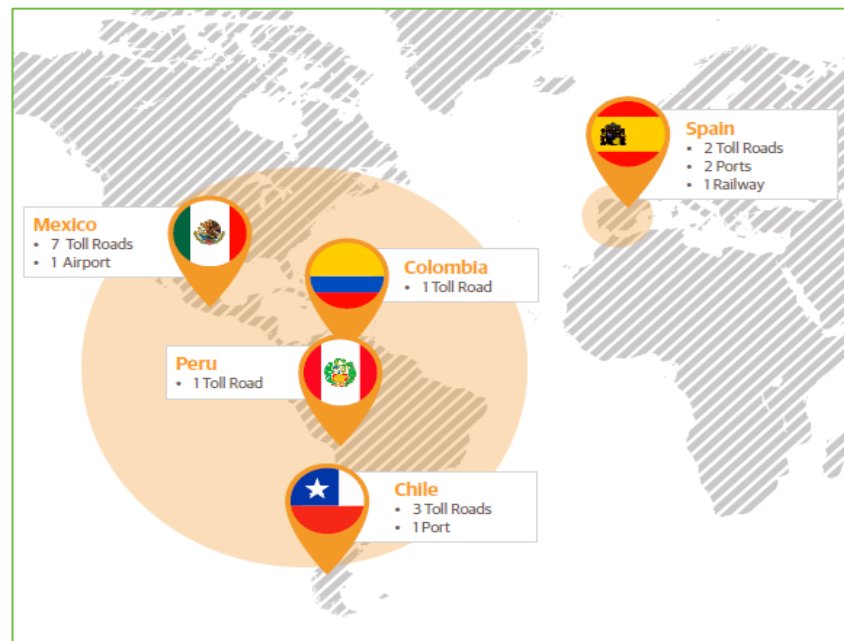 Spain
• 2 Toll Roads
• 2 Ports
• 1 Railway
Mexico
• 7 Toll Roads
• 1 Airport
Colombia
• 1 Toll Road
Peru
• 1 Toll Road
Chile
• 3 Toll Roads
• 1 Port